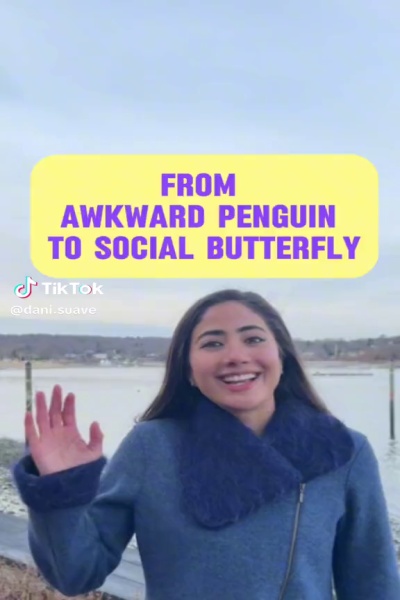 FROM
AWKWARD PENGUIN
TO SOCIAL BUTTERFLY
TikTok
@dani.suave